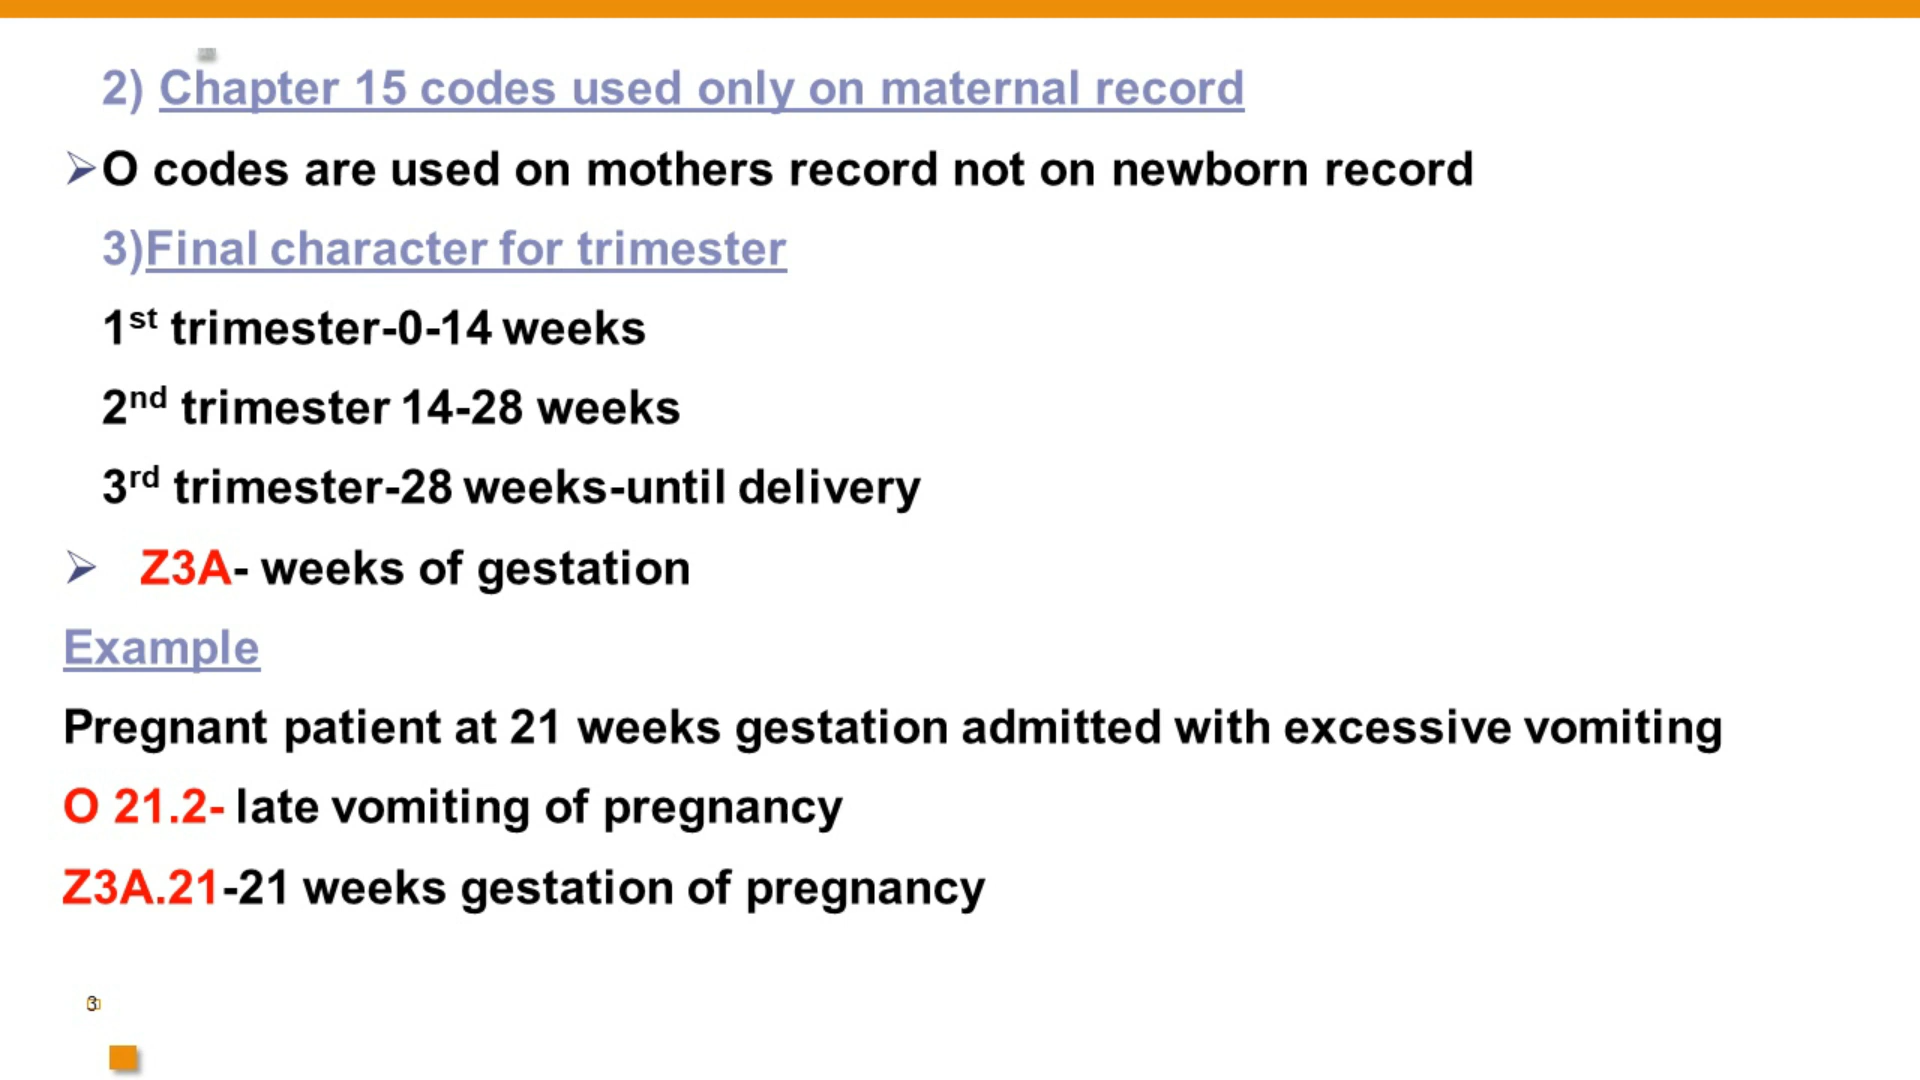 2) Chapter 15 codes used only on maternal record
➢O codes are used on mothers record not on newborn record
3)Final character for trimester
1st trimester-0-14 weeks
2nd trimester 14-28 weeks
3rd trimester-28 weeks-until delivery
➢ Z3A- weeks of gestation
Example
Pregnant patient at 21 weeks gestation admitted with excessive vomiting
O 21.2- late vomiting of pregnancy
Z3A.21-21 weeks gestation of pregnancy